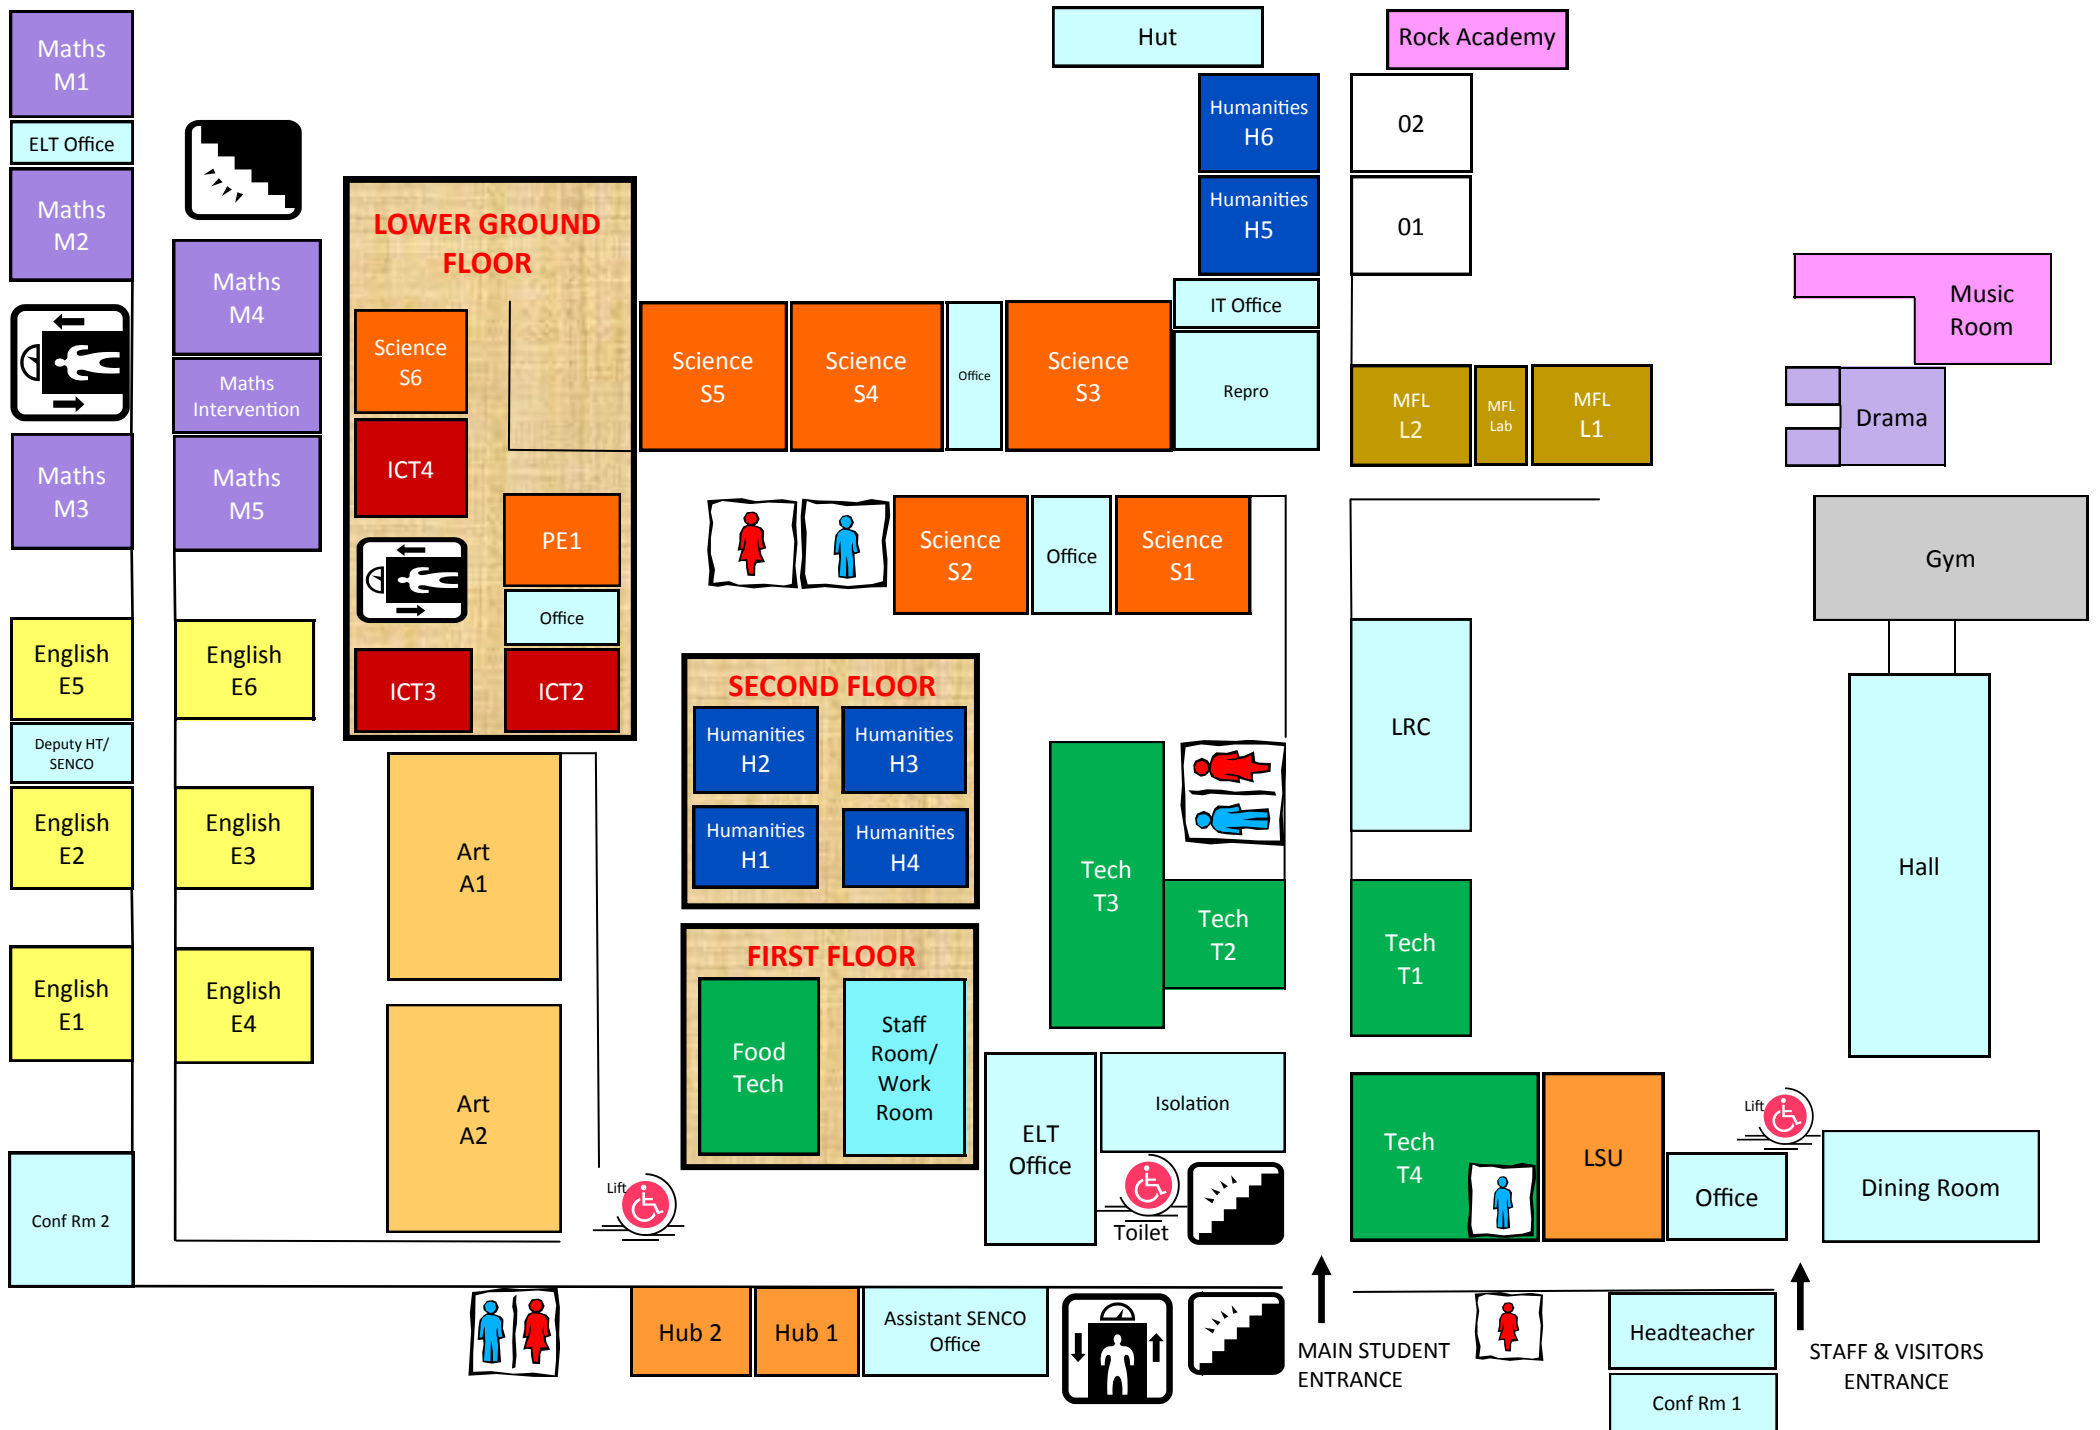 Maths
M1
ELT Office
Maths
M2
Maths
M3
English
E5
Deputy HT/
SENCO
English
E2
English
E1
Conf Rm 2
Maths
M4
Maths
Intervention
Maths
M5
English
E6
English
E3
English
E4
LOWER GROUND
FLOOR
Science
S6
ICT4
PE1
Office
ICT3
ICT2
Art
A1
Art
A2
Lift
Science
S5
Science
S4
Office
Science
S3
IT Office
Repro
Hut
Humanities
H6
Humanities
H5
Rock Academy
02
01
MFL
L2
MFL
Lab
MFL
L1
Music
Room
Drama
Gym
Hall
Science
S2
Office
Science
S1
SECOND FLOOR
Humanities
H2
Humanities
H3
Humanities
H1
Humanities
H4
FIRST FLOOR
Food
Tech
Staff
Room/
Work
Room
Tech
T3
Tech
T2
LRC
Tech
T1
ELT
Office
Isolation
Toilet
Tech
T4
LSU
Office
Lift
Dining Room
Hub 2
Hub 1
Assistant SENCO
Office
MAIN STUDENT
ENTRANCE
Headteacher
Conf Rm 1
STAFF & VISITORS
ENTRANCE